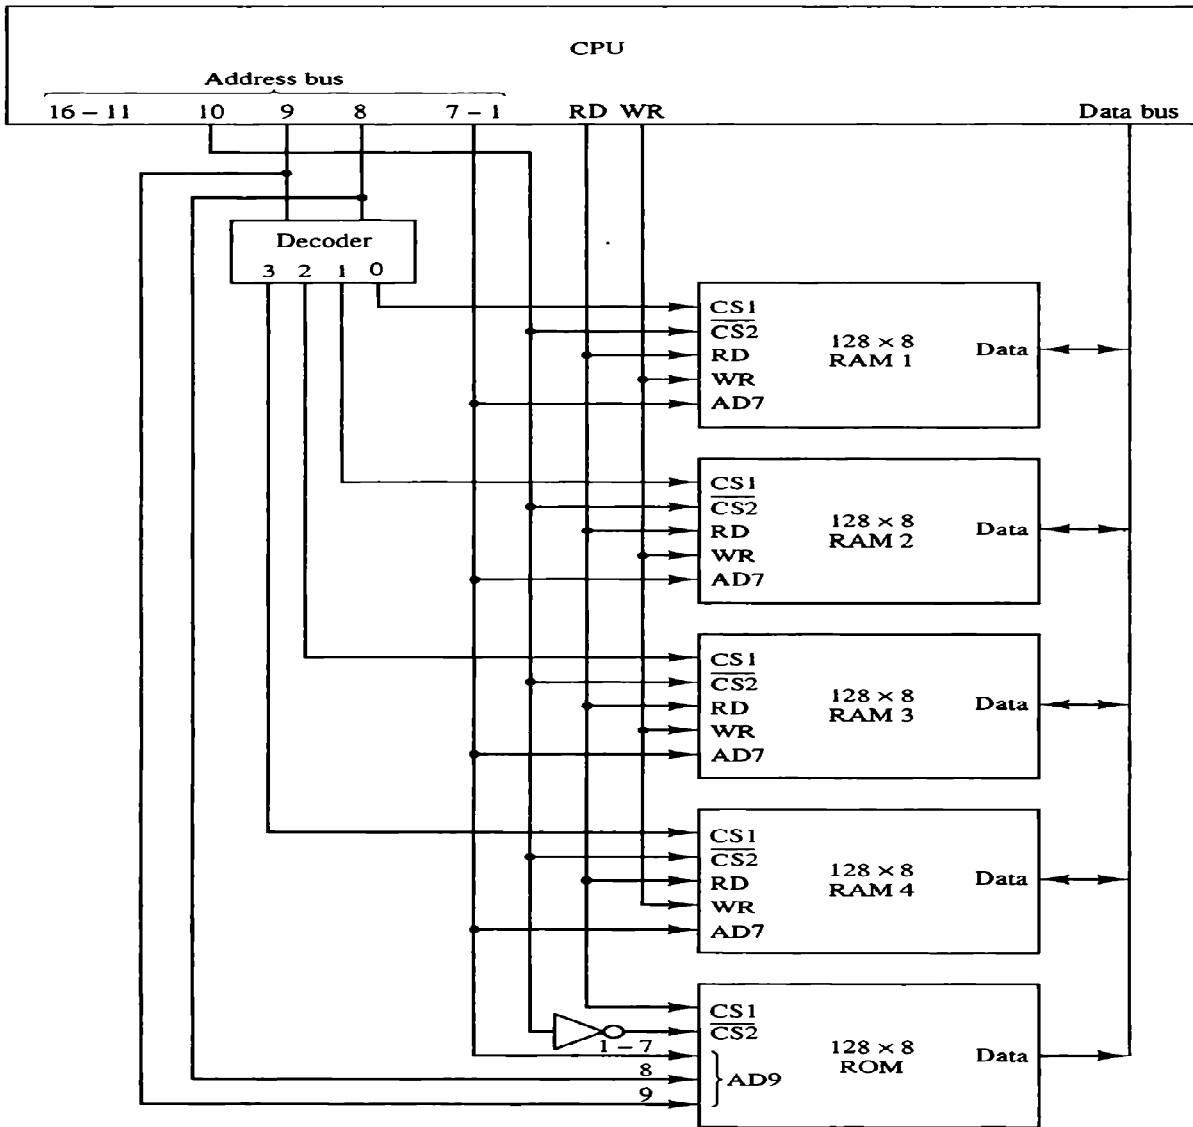 CPU
Address bus
16 – 11 10 9 8 7 – 1 RD WR Data bus
Decoder
3 2 1 0
CS1
CS2
RD
WR
AD7
128 × 8
RAM 1
Data
CS1
CS2
RD
WR
AD7
128 × 8
RAM 2
Data
CS1
CS2
RD
WR
AD7
128 × 8
RAM 3
Data
CS1
CS2
RD
WR
AD7
128 × 8
RAM 4
Data
CS1
CS2
1 – 7
8
9
AD9
128 × 8
ROM
Data